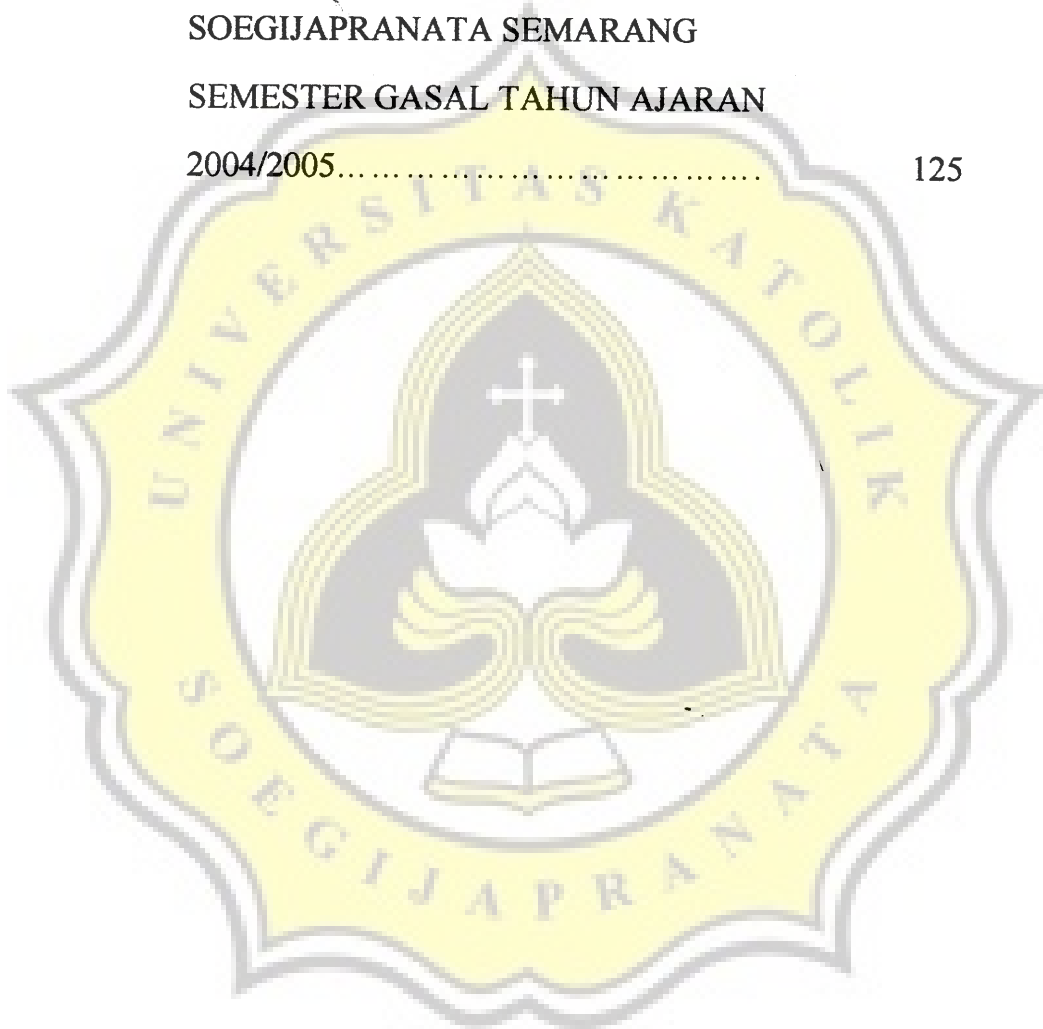 SOEGIJAPRANATA SEMARANG
SEMESTER GASAL TAHUN AJARAN
2004/2005........................................ 125
UNIVERSITAS KATOLIK
SOEGIJAPRANATA